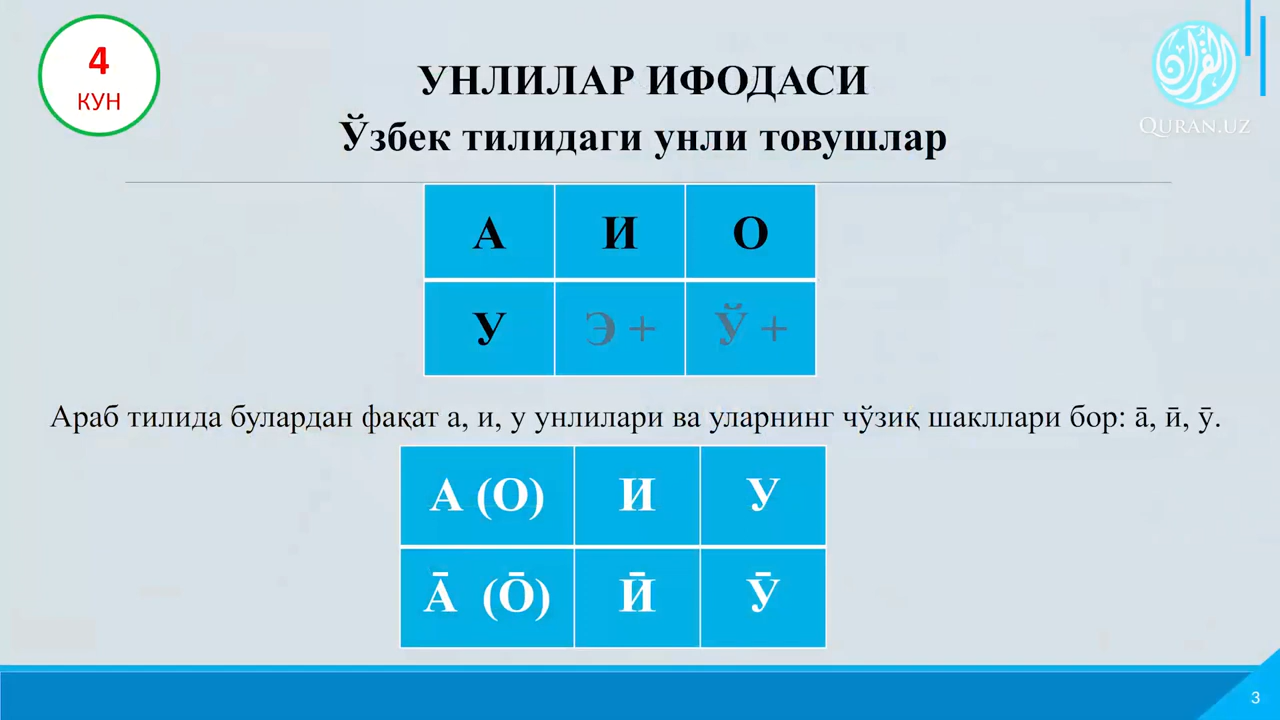 4
КУН
УНЛИЛАР ИФОДАСИ
Ўзбек тилидаги унли товушлар
القرآن
QURAN.UZ
А И О
У Э + Ў +
Араб тилида булардан фақат а, и, у унлилари ва уларнинг чўзиқ шакллари бор: ā, ӣ, ӯ.
А (О) И У
Ā (Ō) Ӣ Ӯ
3